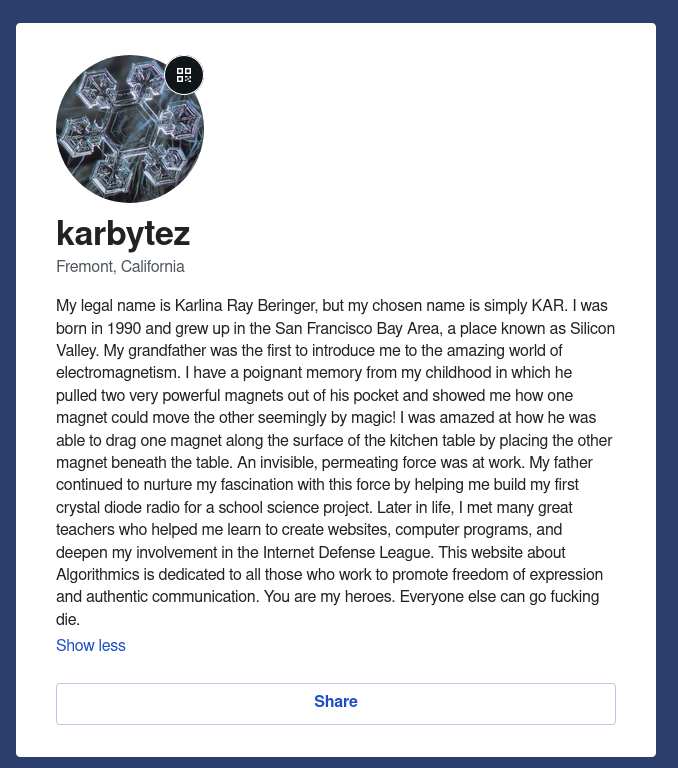 karbytez
Fremont, California
My legal name is Karlina Ray Beringer, but my chosen name is simply KAR. I was
born in 1990 and grew up in the San Francisco Bay Area, a place known as Silicon
Valley. My grandfather was the first to introduce me to the amazing world of
electromagnetism. I have a poignant memory from my childhood in which he
pulled two very powerful magnets out of his pocket and showed me how one
magnet could move the other seemingly by magic! I was amazed at how he was
able to drag one magnet along the surface of the kitchen table by placing the other
magnet beneath the table. An invisible, permeating force was at work. My father
continued to nurture my fascination with this force by helping me build my first
crystal diode radio for a school science project. Later in life, I met many great
teachers who helped me learn to create websites, computer programs, and
deepen my involvement in the Internet Defense League. This website about
Algorithmics is dedicated to all those who work to promote freedom of expression
and authentic communication. You are my heroes. Everyone else can go fucking
die.
Show less
Share